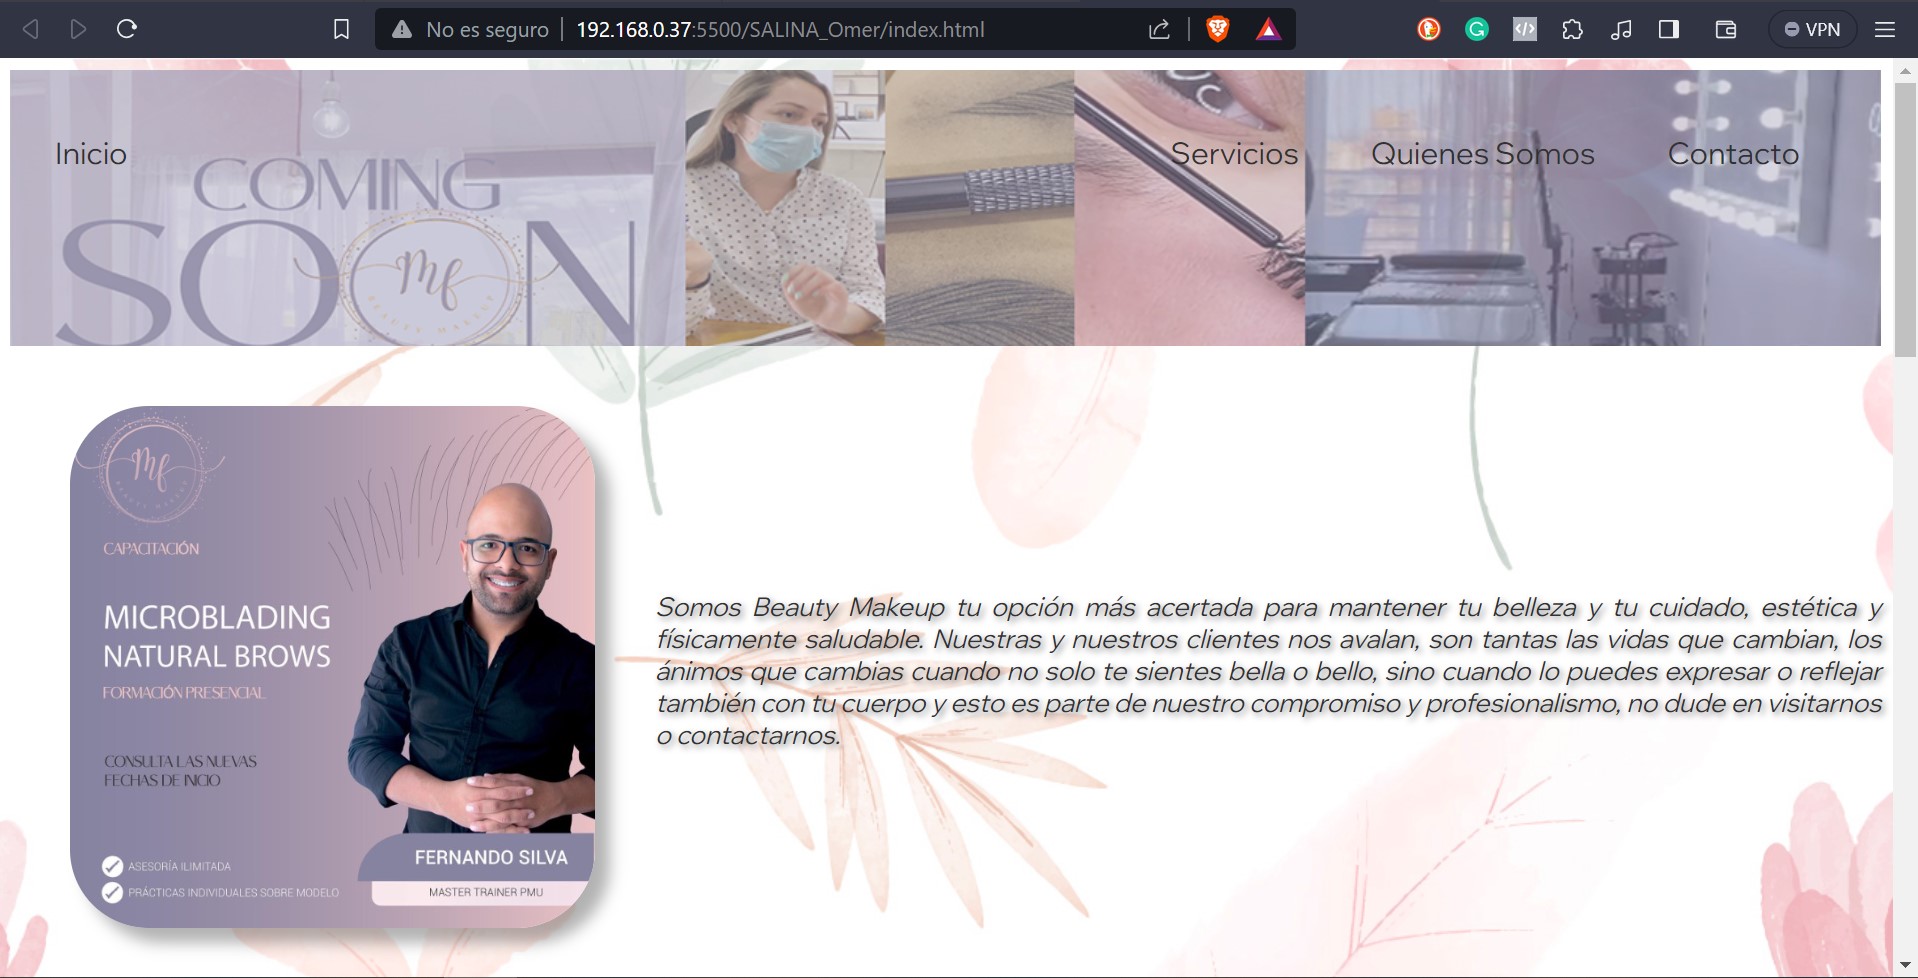 No es seguro
192.168.0.37:5500/SALINA_Omer/index.html
VPN
Inicio
Servicios
Quienes Somos
Contacto
COMING
SOON
Mf
BEAUTY MAKEUP
Mf
BEAUTY MAKEUP
CAPACITACIÓN
MICROBLADING
NATURAL BROWS
FORMACIÓN PRESENCIAL
CONSULTA LAS NUEVAS
FECHAS DE INICIO
ASESORÍA ILIMITADA
PRÁCTICAS INDIVIDUALES SOBRE MODELO
FERNANDO SILVA
MASTER TRAINER PMU
Somos Beauty Makeup tu opción más acertada para mantener tu belleza y tu cuidado, estética y
físicamente saludable. Nuestras y nuestros clientes nos avalan, son tantas las vidas que cambian, los
ánimos que cambias cuando no solo te sientes bella o bello, sino cuando lo puedes expresar o reflejar
también con tu cuerpo y esto es parte de nuestro compromiso y profesionalismo, no dude en visitarnos
o contactarnos.